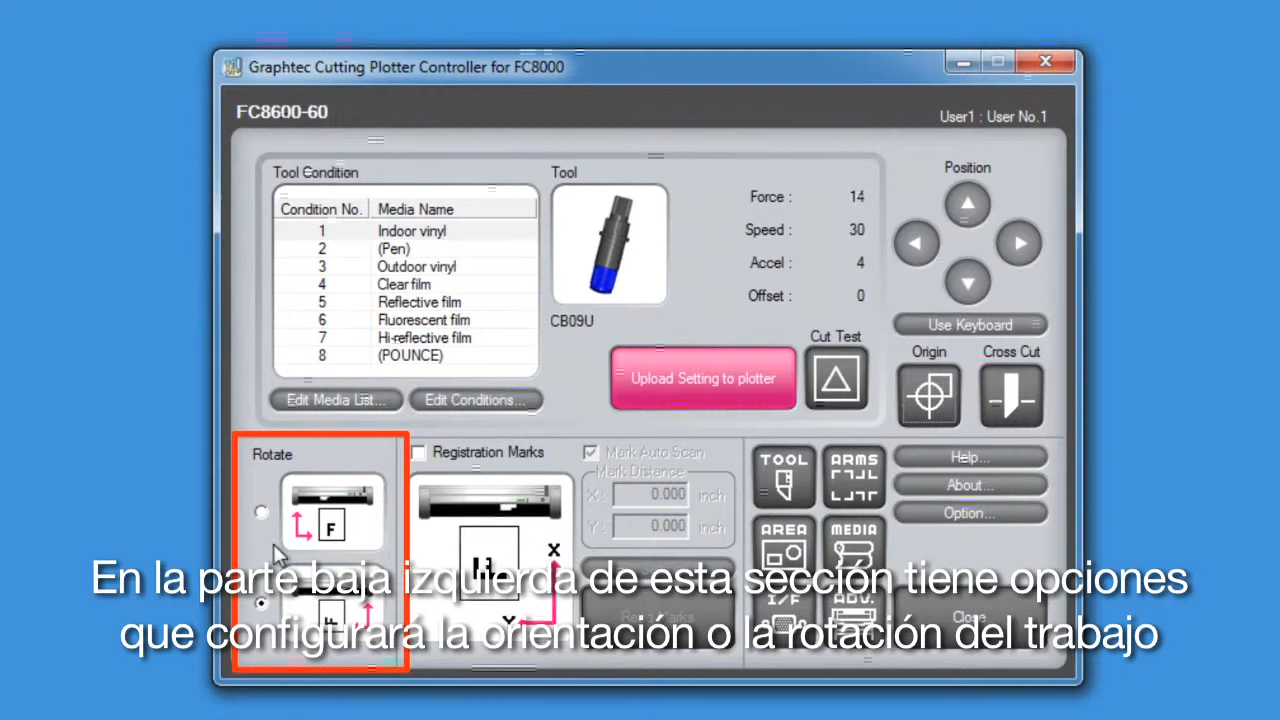 Graphtec Cutting Plotter Controller for FC8000
FC8600-60
User1 : User No.1
Tool Condition
Condition No. Media Name
1 Indoor vinyl
2 (Pen)
3 Outdoor vinyl
4 Clear film
5 Reflective film
6 Fluorescent film
7 Hi-reflective film
8 (POUNCE)
Edit Media List...
Edit Conditions...
Tool
CB09U
Force : 14
Speed : 30
Accel : 4
Offset : 0
Upload Setting to plotter
Cut Test
Position
Use Keyboard
Origin
Cross Cut
Rotate
F
Registration Marks
X
Y
Mark Auto Scan
Mark Distance
X : 0.000 inch
Y : 0.000 inch
TOOL
ARMS
AREA
MEDIA
I/F
ADV.
Help...
About...
Option...
Close
En la parte baja izquierda de esta sección tiene opciones
que configurará la orientación o la rotación del trabajo